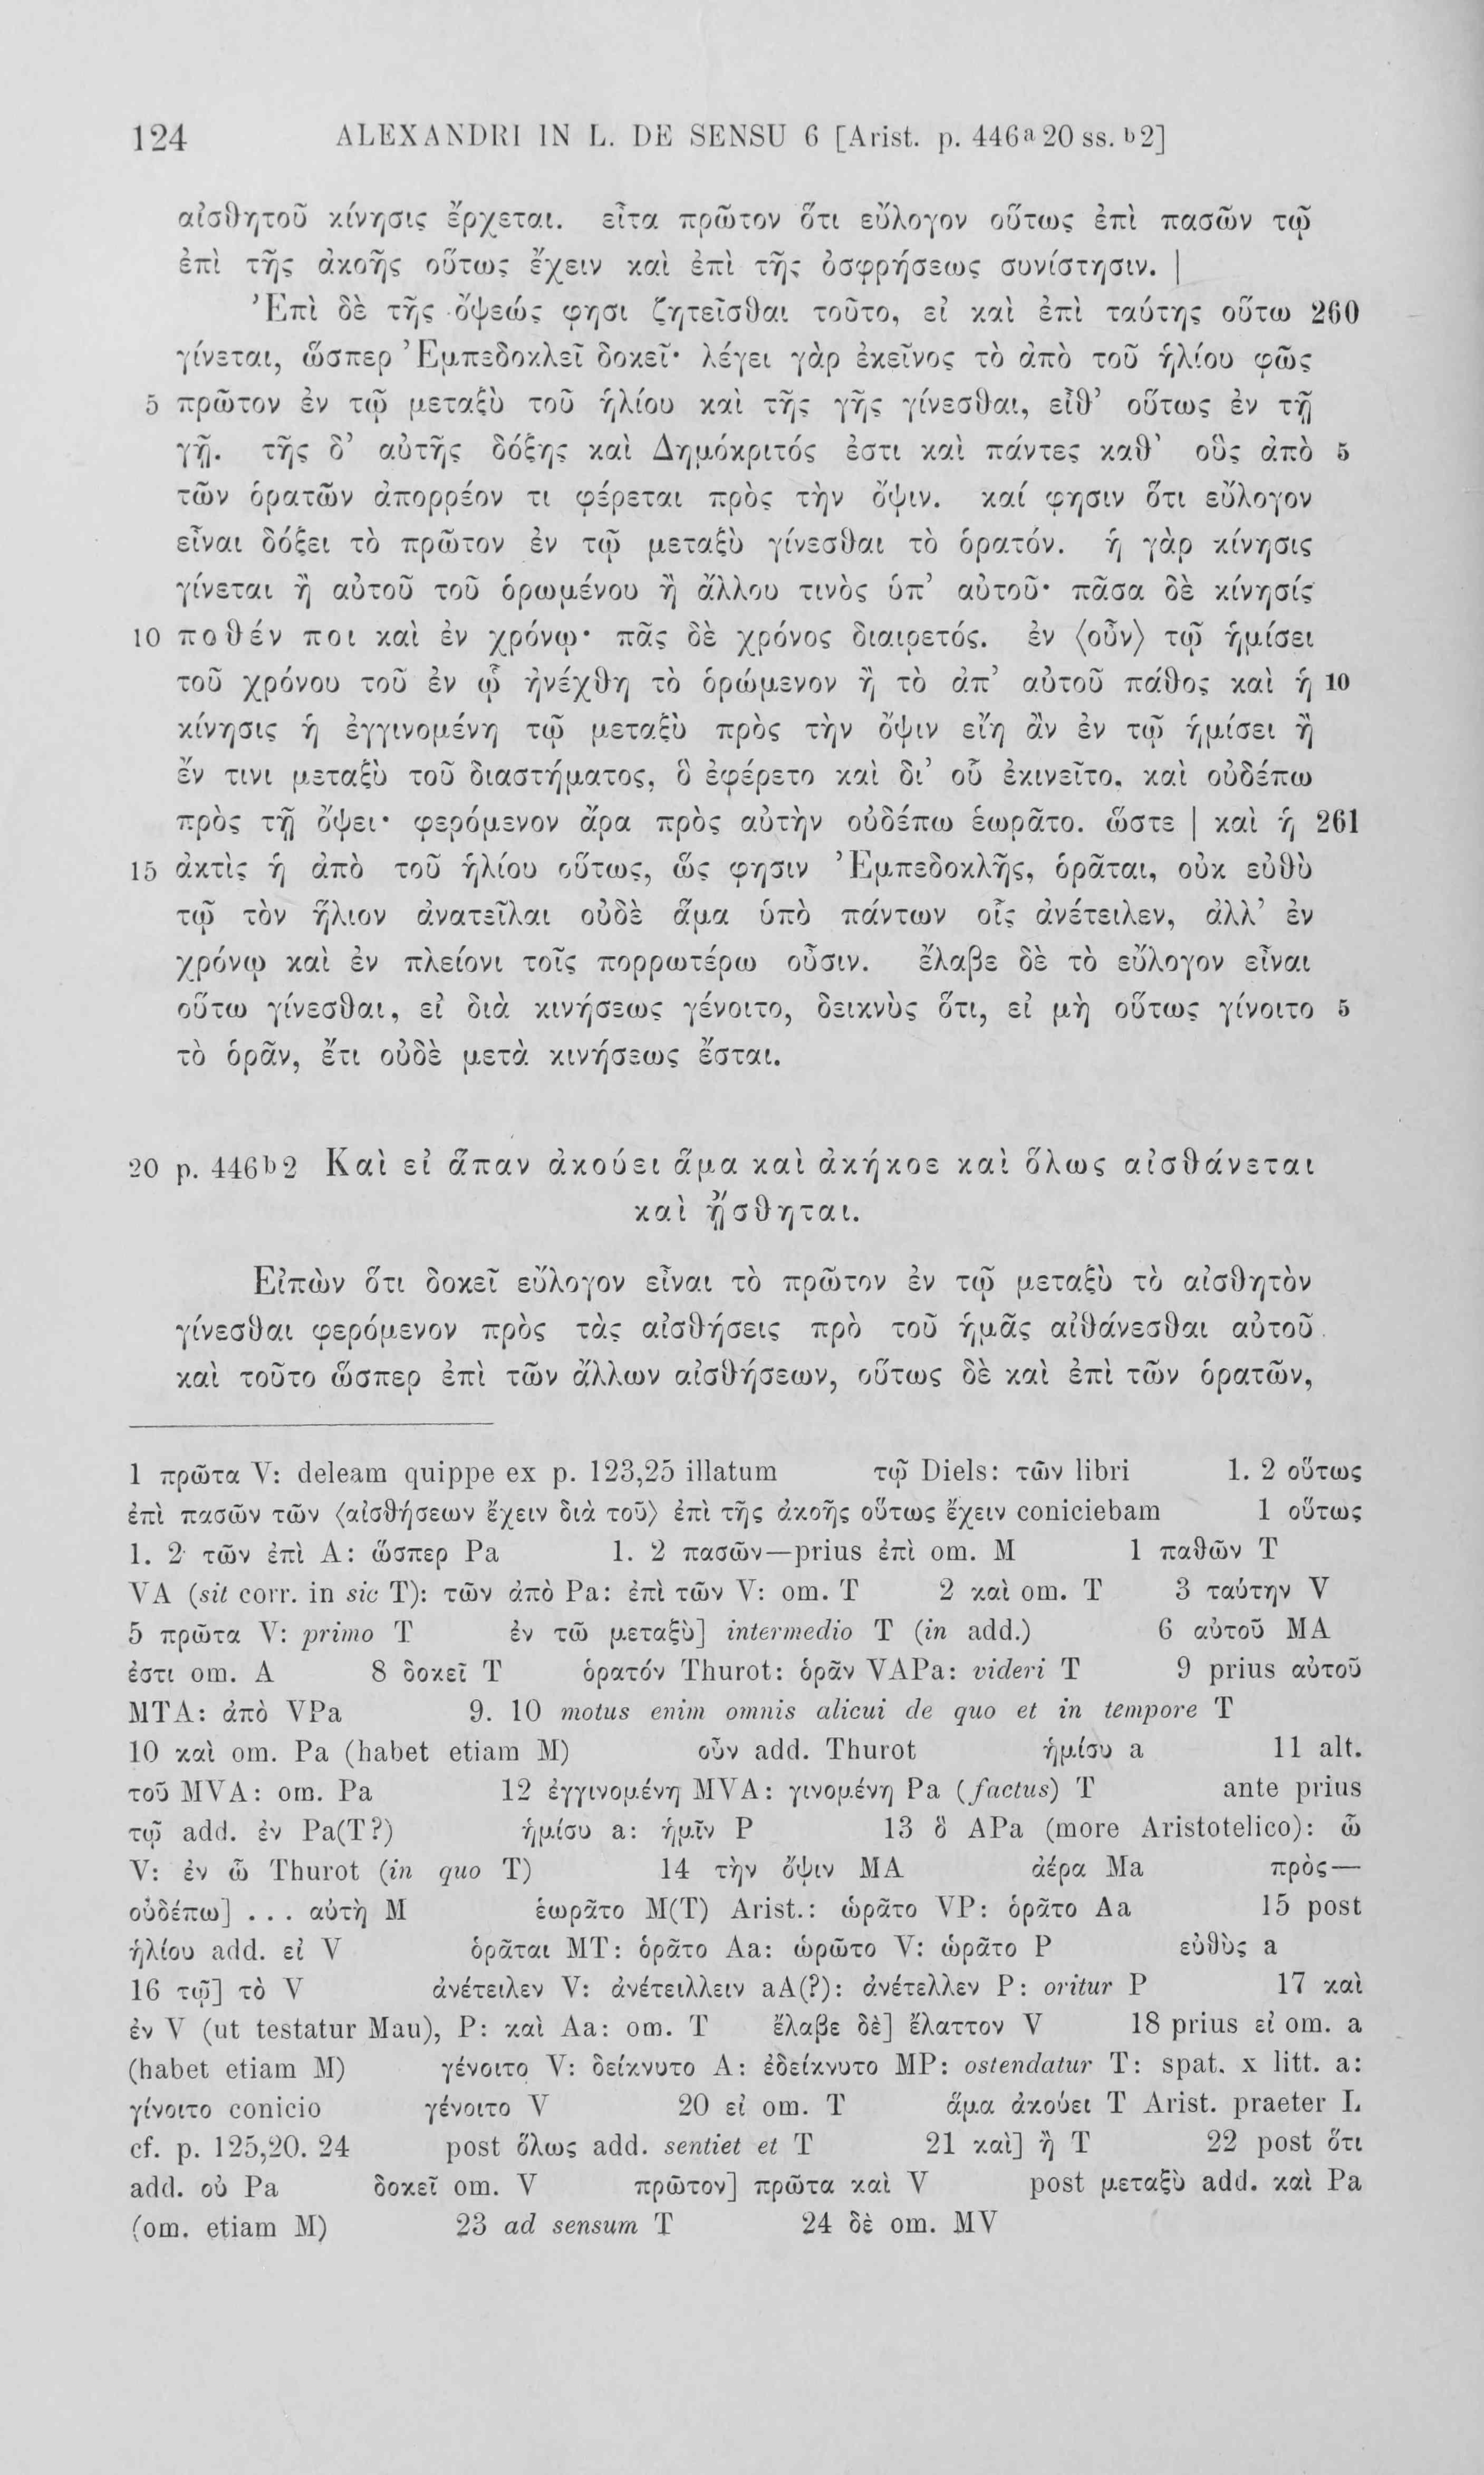 124 ALEXANDRI IN L. DE SENSU 6 [Arist. p. 446a 20 ss. b2]
αἰσθητοῦ κίνησις ἔρχεται. εἶτα πρῶτον ὅτι εὔλογον οὕτως ἐπὶ πασῶν τῷ
ἐπὶ τῆς ἀκοῆς οὕτως ἔχειν καὶ ἐπὶ τῆς ὀσφρήσεως συνίστησιν. |
Ἐπὶ δὲ τῆς ὄψεώς φησι ζητεῖσθαι τοῦτο, εἰ καὶ ἐπὶ ταύτης οὕτω 260
γίνεται, ὥσπερ Ἐμπεδοκλεῖ δοκεῖ· λέγει γὰρ ἐκεῖνος τὸ ἀπὸ τοῦ ἡλίου φῶς
5 πρῶτον ἐν τῷ μεταξὺ τοῦ ἡλίου καὶ τῆς γῆς γίνεσθαι, εἶθ’ οὕτως ἐν τῇ
γῇ. τῆς δ’ αὐτῆς δόξης καὶ Δημόκριτός ἐστι καὶ πάντες καθ’ οὓς ἀπὸ 5
τῶν ὁρατῶν ἀπορρέον τι φέρεται πρὸς τὴν ὄψιν. καί φησιν ὅτι εὔλογον
εἶναι δόξει τὸ πρῶτον ἐν τῷ μεταξὺ γίνεσθαι τὸ ὁρατόν. ἡ γὰρ κίνησις
γίνεται ἢ αὐτοῦ τοῦ ὁρωμένου ἢ ἄλλου τινὸς ὑπ’ αὐτοῦ· πᾶσα δὲ κίνησίς
10 ποθέν ποι καὶ ἐν χρόνῳ· πᾶς δὲ χρόνος διαιρετός. ἐν ⟨οὖν⟩ τῷ ἡμίσει
τοῦ χρόνου τοῦ ἐν ᾧ ἠνέχθη τὸ ὁρώμενον ἢ τὸ ἀπ’ αὐτοῦ πάθος καὶ ἡ 10
κίνησις ἡ ἐγγινομένη τῷ μεταξὺ πρὸς τὴν ὄψιν εἴη ἂν ἐν τῷ ἡμίσει ἢ
ἔν τινι μεταξὺ τοῦ διαστήματος, ὃ ἐφέρετο καὶ δι’ οὗ ἐκινεῖτο, καὶ οὐδέπω
πρὸς τῇ ὄψει· φερόμενον ἄρα πρὸς αὐτὴν οὐδέπω ἑωρᾶτο. ὥστε | καὶ ἡ 261
15 ἀκτὶς ἡ ἀπὸ τοῦ ἡλίου οὕτως, ὥς φησιν Ἐμπεδοκλῆς, ὁρᾶται, οὐκ εὐθὺ
τῷ τὸν ἥλιον ἀνατεῖλαι οὐδὲ ἅμα ὑπὸ πάντων οἷς ἀνέτειλεν, ἀλλ’ ἐν
χρόνῳ καὶ ἐν πλείονι τοῖς πορρωτέρω οὖσιν. ἔλαβε δὲ τὸ εὔλογον εἶναι
οὕτω γίνεσθαι, εἰ διὰ κινήσεως γένοιτο, δεικνὺς ὅτι, εἰ μὴ οὕτως γίνοιτο 5
τὸ ὁρᾶν, ἔτι οὐδὲ μετὰ κινήσεως ἔσται.
20 p. 446b2 Καὶ εἰ ἅπαν ἀκούει ἅμα καὶ ἀκήκοε καὶ ὅλως αἰσθάνεται
καὶ ᾔσθηται.
Εἰπὼν ὅτι δοκεῖ εὔλογον εἶναι τὸ πρῶτον ἐν τῷ μεταξὺ τὸ αἰσθητὸν
γίνεσθαι φερόμενον πρὸς τὰς αἰσθήσεις πρὸ τοῦ ἡμᾶς αἰθάνεσθαι αὐτοῦ.
καὶ τοῦτο ὥσπερ ἐπὶ τῶν ἄλλων αἰσθήσεων, οὕτως δὲ καὶ ἐπὶ τῶν ὁρατῶν,
1 πρῶτα V: deleam quippe ex p. 123,25 illatum τῷ Diels: τῶν libri 1. 2 οὕτως
ἐπὶ πασῶν τῶν ⟨αἰσθήσεων ἔχειν διὰ τοῦ⟩ ἐπὶ τῆς ἀκοῆς οὕτως ἔχειν coniciebam 1 οὕτως
1. 2 τῶν ἐπὶ A: ὥσπερ Pa 1. 2 πασῶν—prius ἐπὶ om. M 1 παθῶν T
VA (sit corr. in sic T): τῶν ἀπὸ Pa: ἐπὶ τῶν V: om. T 2 καὶ om. T 3 ταύτην V
5 πρῶτα V: primo T ἐν τῶ μεταξὺ] intermedio T (in add.) 6 αὐτοῦ MA
ἐστι om. A 8 δοκεῖ T ὁρατόν Thurot: ὁρᾶν VAPa: videri T 9 prius αὐτοῦ
MTA: ἀπὸ VPa 9. 10 motus enim omnis alicui de quo et in tempore T
10 καὶ om. Pa (habet etiam M) οὖν add. Thurot ἡμίσυ a 11 alt.
τοῦ MVA: om. Pa 12 ἐγγινομένη MVA: γινομένη Pa (factus) T ante prius
τῷ add. ἐν Pa(T?) ἡμίσυ a: ἡμῖν P 13 ὃ APa (more Aristotelico): ὦ
V: ἐν ὦ Thurot (in quo T) 14 τὴν ὄψιν MA ἀέρα Ma πρὸς—
οὐδέπω] . . . αὐτὴ M ἑωρᾶτο M(T) Arist.: ὡρᾶτο VP: ὁρᾶτο Aa 15 post
ἡλίου add. εἰ V ὁρᾶται MT: ὁρᾶτο Aa: ὡρῶτο V: ὡρᾶτο P εὐθὺς a
16 τῷ] τὸ V ἀνέτειλεν V: ἀνέτειλλειν aA(?): ἀνέτελλεν P: oritur P 17 καὶ
ἐν V (ut testatur Mau), P: καὶ Aa: om. T ἔλαβε δὲ] ἔλαττον V 18 prius εἰ om. a
(habet etiam M) γένοιτο V: δείκνυτο A: ἐδείκνυτο MP: ostendatur T: spat. x litt. a:
γίνοιτο conicio γένοιτο V 20 εἰ om. T ἅμα ἀκούει T Arist. praeter L
cf. p. 125,20. 24 post ὅλως add. sentiet et T 21 καὶ] ἢ T 22 post ὅτι
add. οὐ Pa δοκεῖ om. V πρῶτον] πρῶτα καὶ V post μεταξὺ add. καὶ Pa
(om. etiam M) 23 ad sensum T 24 δὲ om. MV